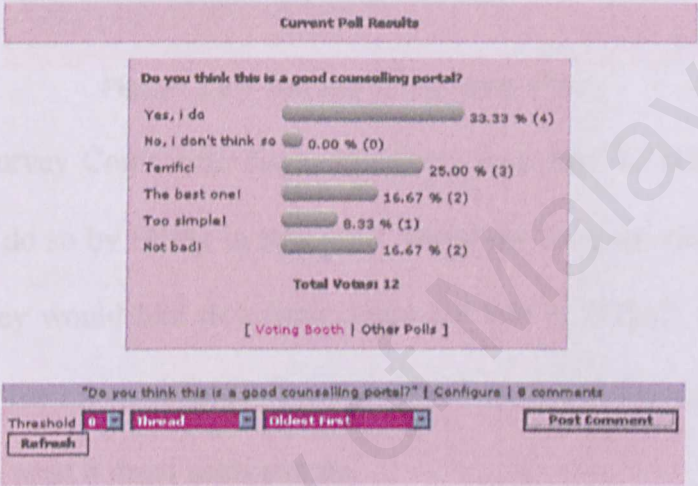 Current Poll Results
Do you think this is a good counselling portal?
Yes, i do 33.33 % (4)
No, i don't think so 0.00 % (0)
Terrific! 25.00 % (3)
The best one! 16.67 % (2)
Too simple! 8.33 % (1)
Not bad! 16.67 % (2)
Total Votes: 12
[ Voting Booth | Other Polls ]
"Do you think this is a good counselling portal?" | Configure | 0 comments
Threshold 0 Thread Oldest First Post Comment
Refresh
of Malay